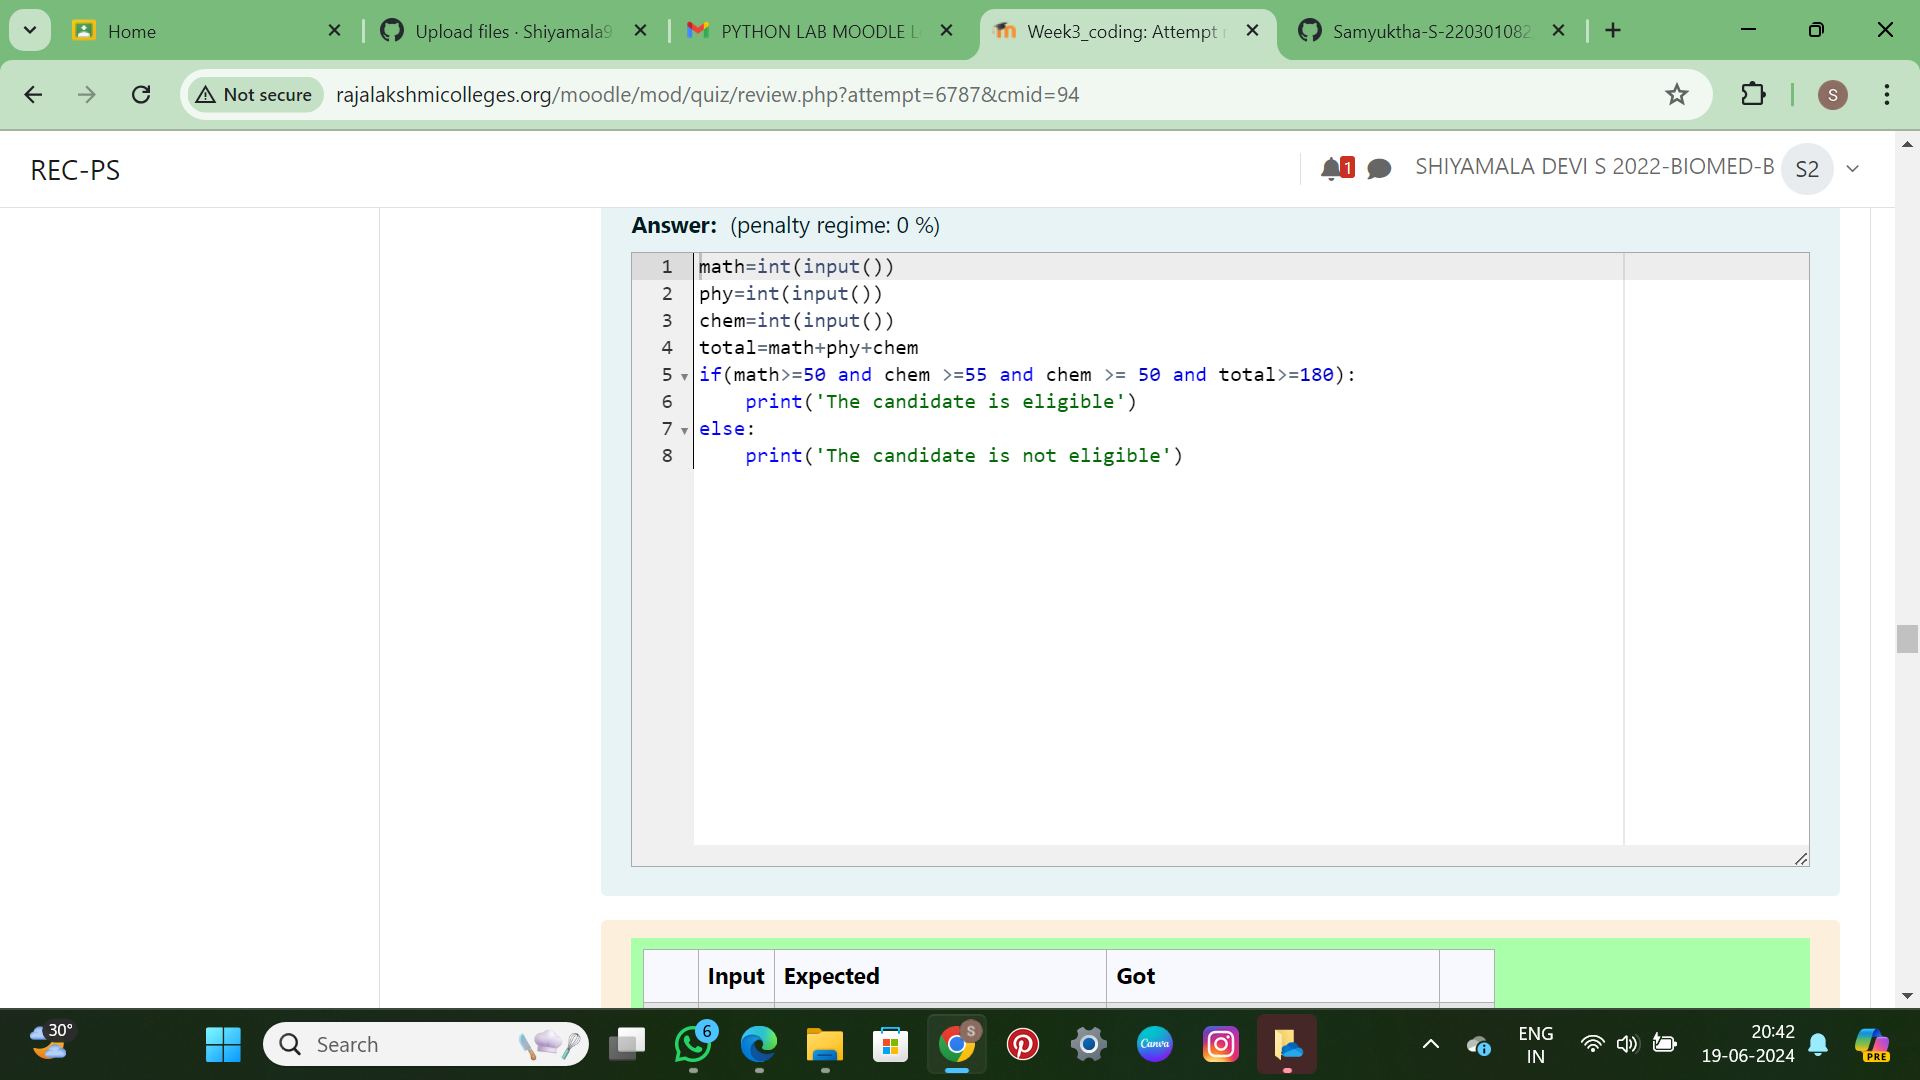 Home
Upload files · Shiyamala9
PYTHON LAB MOODLE L
Week3_coding: Attempt r
Samyuktha-S-220301082
Not secure
rajalakshmicolleges.org/moodle/mod/quiz/review.php?attempt=6787&cmid=94
S
REC-PS
1
SHIYAMALA DEVI S 2022-BIOMED-B
S2
Answer: (penalty regime: 0 %)
1 math=int(input())
2 phy=int(input())
3 chem=int(input())
4 total=math+phy+chem
5 if(math>=50 and chem >=55 and chem >= 50 and total>=180):
6 print('The candidate is eligible')
7 else:
8 print('The candidate is not eligible')
Input Expected Got
30°
Search
6
S
Canva
ENG
IN
20:42
19-06-2024
PRE